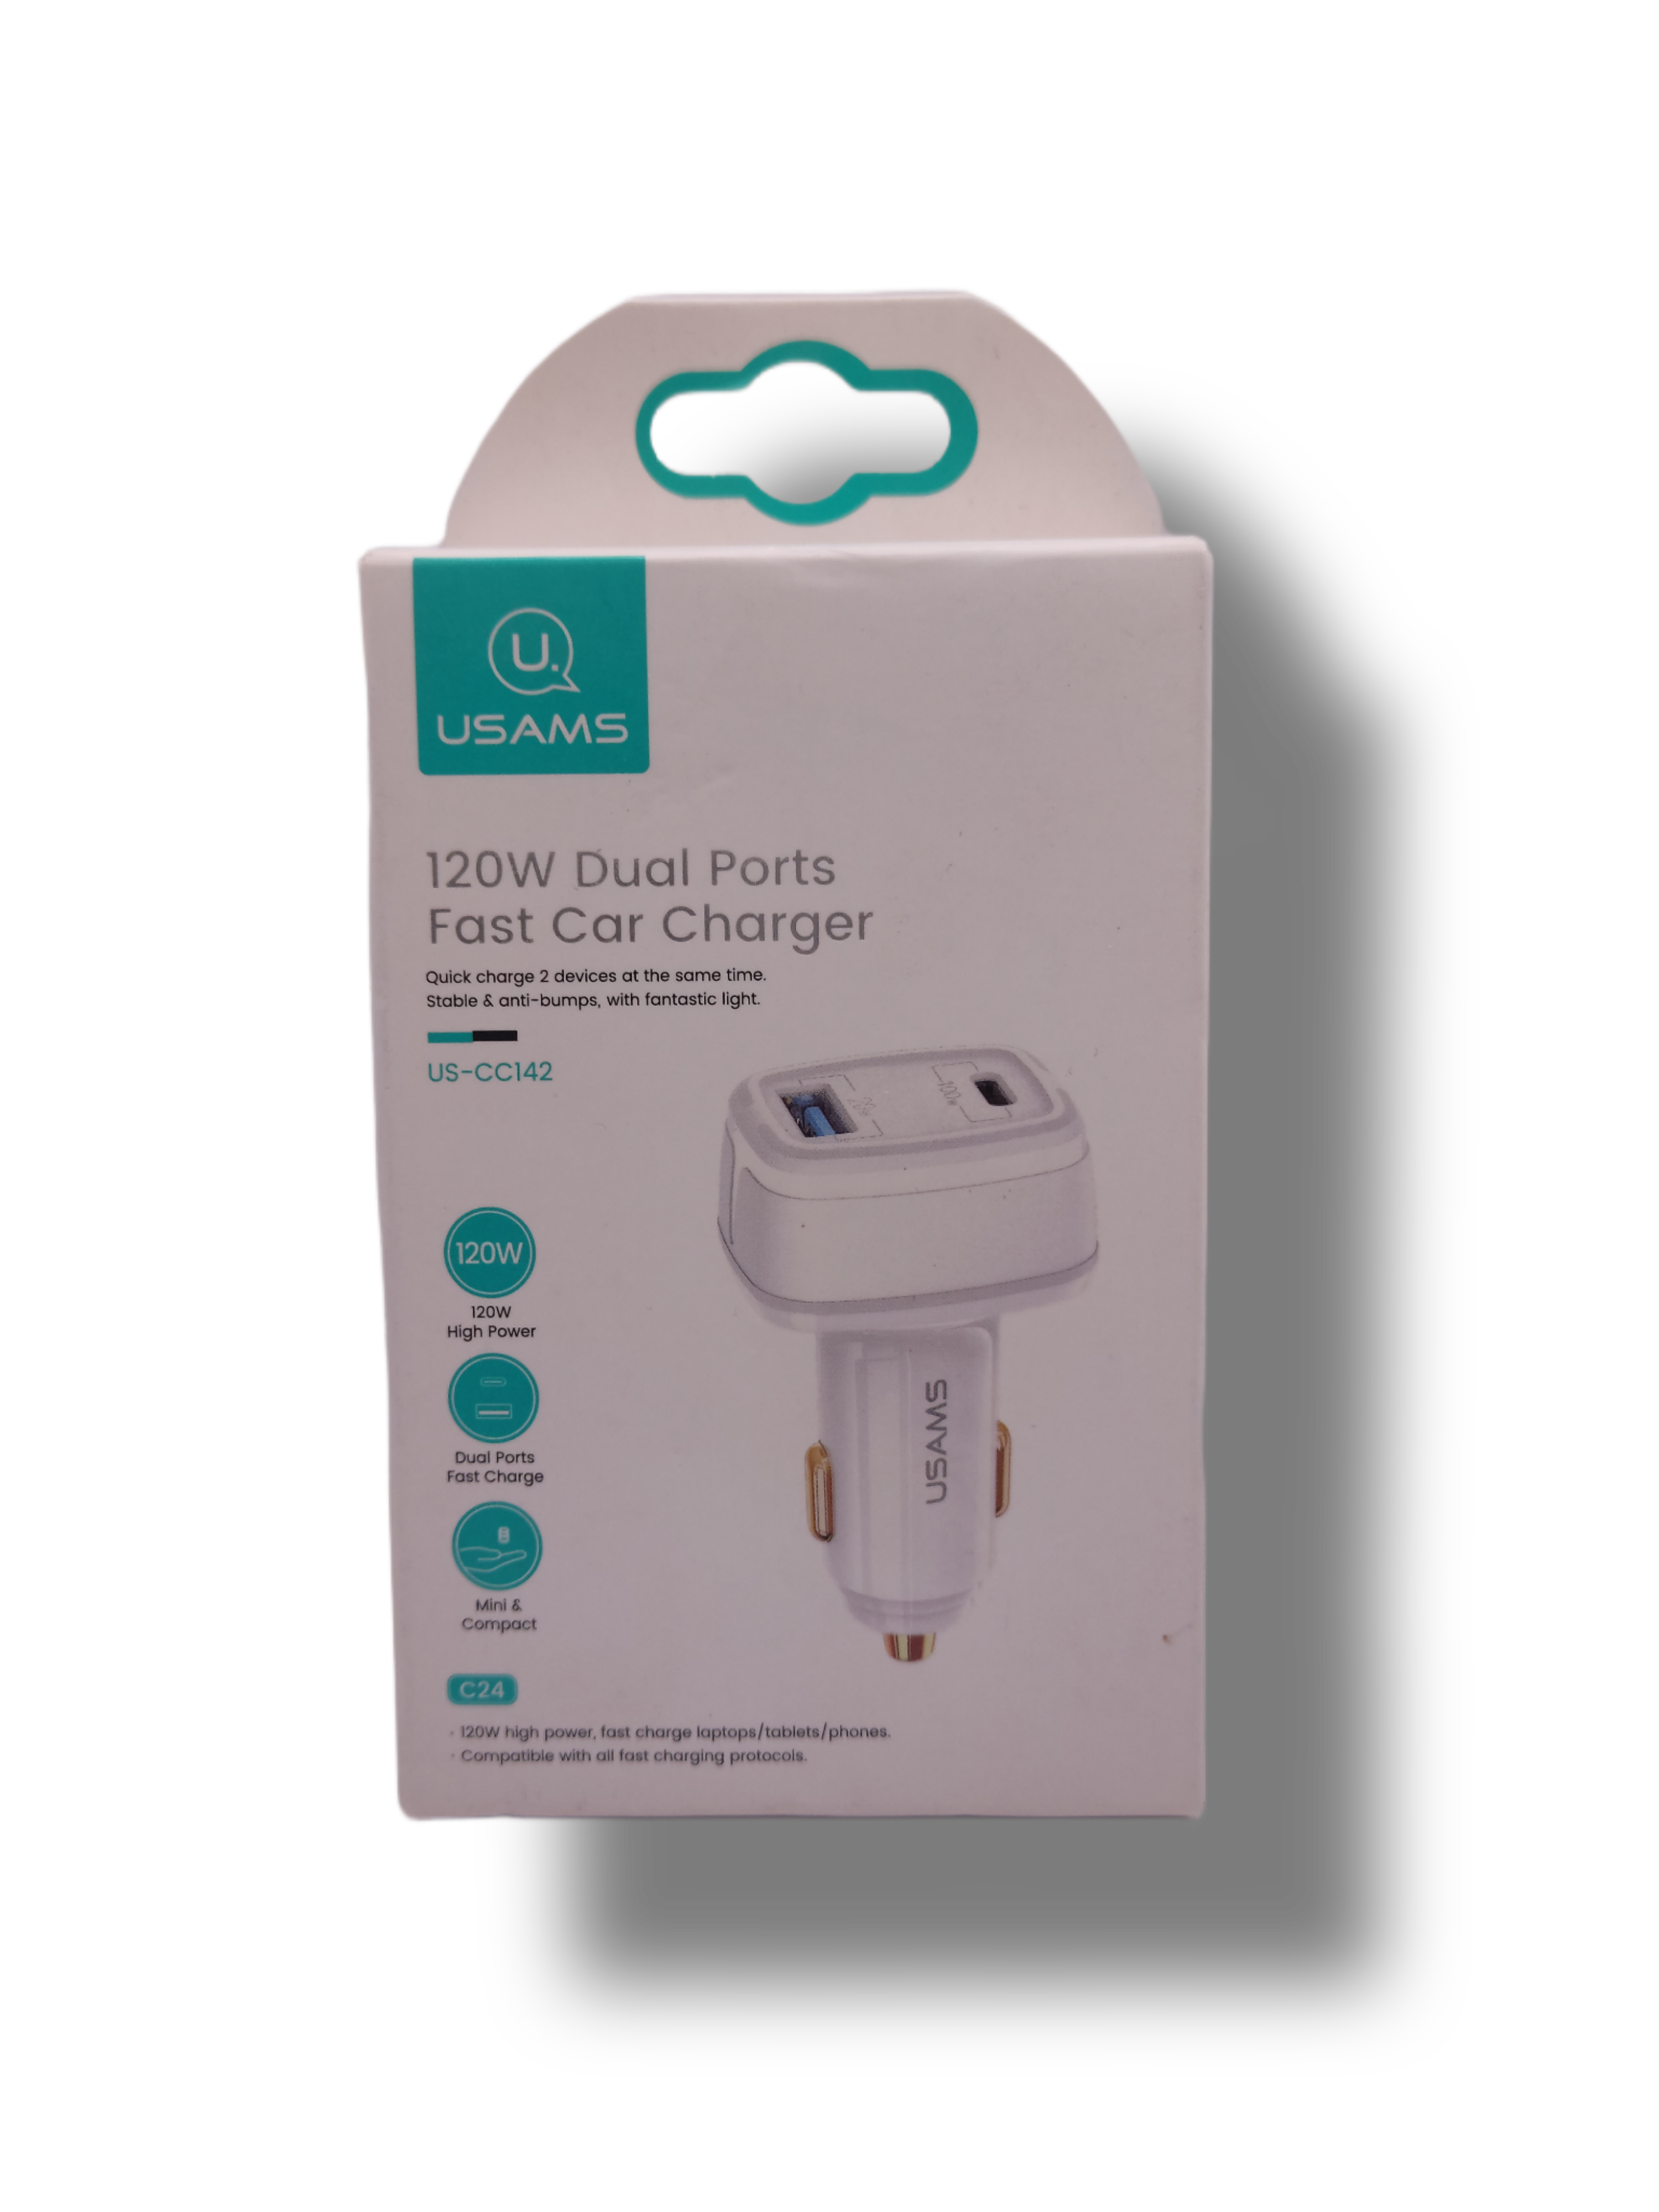 U.
USAMS
120W Dual Ports
Fast Car Charger
Quick charge 2 devices at the same time.
Stable & anti-bumps, with fantastic light.
US-CC142
20w
100w
120W
120W
High Power
Dual Ports
Fast Charge
USAMS
Mini &
Compact
C24
· 120W high power, fast charge laptops/tablets/phones.
· Compatible with all fast charging protocols.